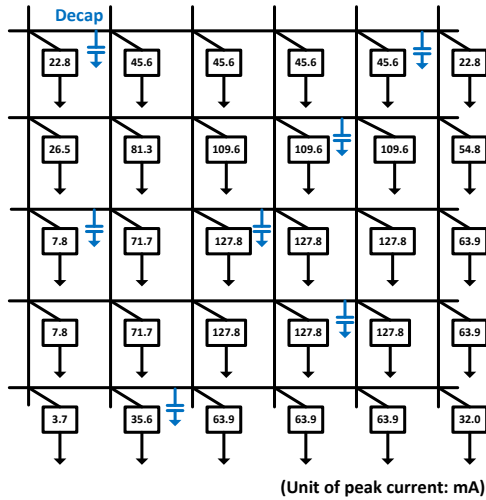 Decap
22.8 45.6 45.6 45.6 45.6 22.8
26.5 81.3 109.6 109.6 109.6 54.8
7.8 71.7 127.8 127.8 127.8 63.9
7.8 71.7 127.8 127.8 127.8 63.9
3.7 35.6 63.9 63.9 63.9 32.0
(Unit of peak current: mA)